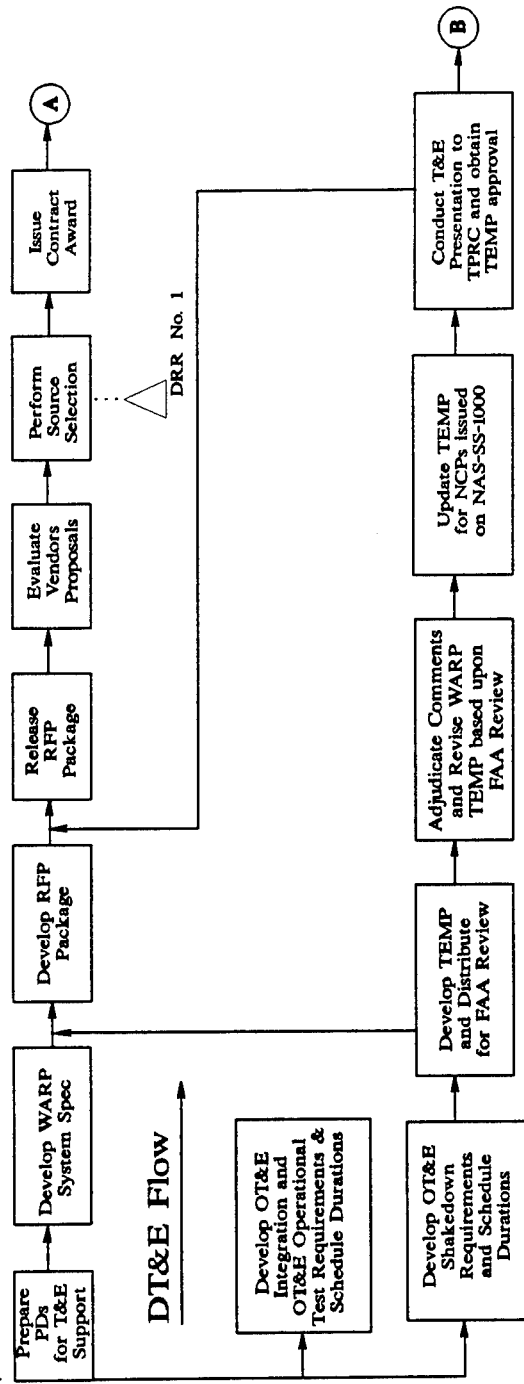 Prepare
PDs
for T&E
Support
Develop WARP
System Spec
Develop RFP
Package
Release
RFP
Package
Evaluate
Vendors
Proposals
Perform
Source
Selection
Issue
Contract
Award
A
DRR No. 1
DT&E Flow
Develop OT&E
Integration and
OT&E Operational
Test Requirements &
Schedule Durations
Develop OT&E
Shakedown
Requirements
and Schedule
Durations
Develop TEMP
and Distribute
for FAA Review
Adjudicate Comments
and Revise WARP
TEMP based upon
FAA Review
Update TEMP
for NCPs issued
on NAS-SS-1000
Conduct T&E
Presentation to
TPRC and obtain
TEMP approval
B